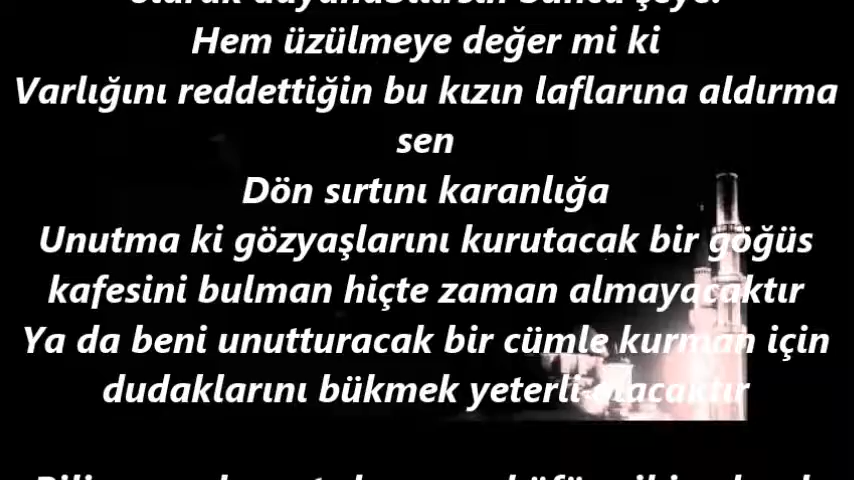 Hem üzülmeye değer mi ki
Varlığını reddettiğin bu kızın laflarına aldırma
sen
Dön sırtını karanlığa
Unutma ki gözyaşlarını kurutacak bir göğüs
kafesini bulman hiçte zaman almayacaktır
Ya da beni unutturacak bir cümle kurman için
dudaklarını bükmek yeterli olacaktır